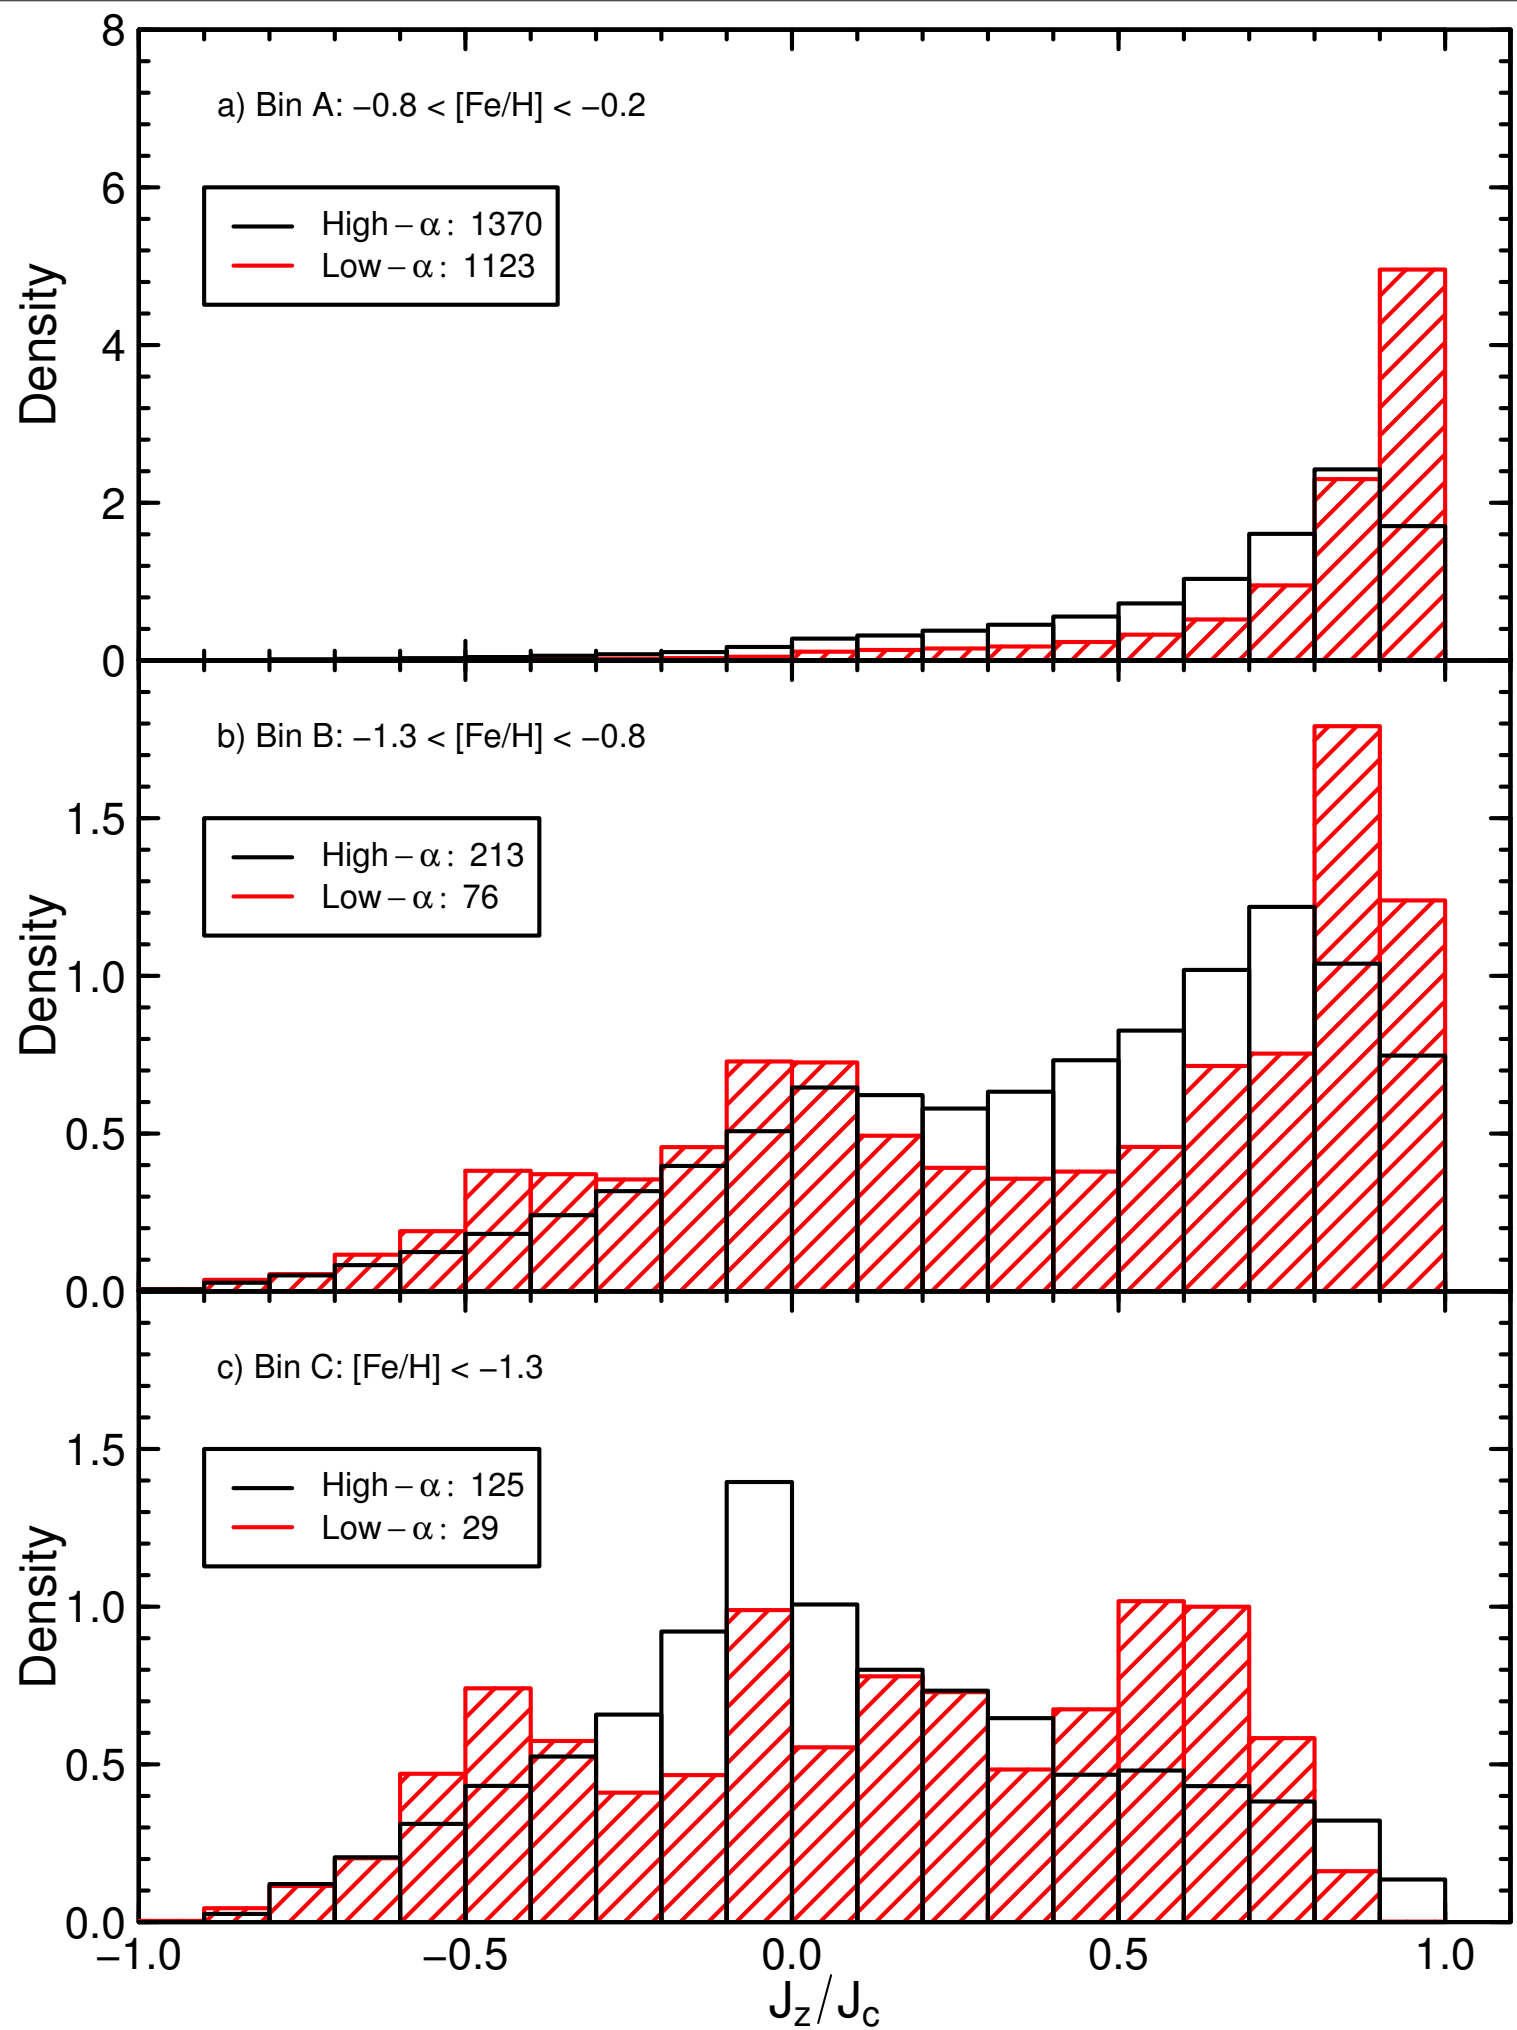 8
a) Bin A: −0.8 < [Fe/H] < −0.2
6
High−α: 1370
Low−α: 1123
Density
4
2
0
b) Bin B: −1.3 < [Fe/H] < −0.8
1.5
High−α: 213
Low−α: 76
Density
1.0
0.5
0.0
c) Bin C: [Fe/H] < −1.3
1.5
High−α: 125
Low−α: 29
Density
1.0
0.5
0.0
−1.0 −0.5 0.0 0.5 1.0
J_z/J_c